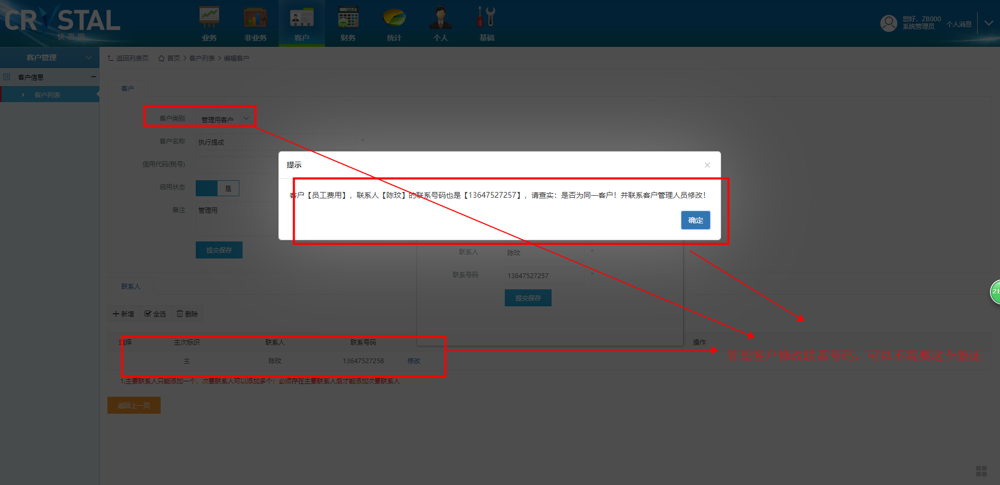 CRYSTAL
快思图
业务
非业务
客户
财务
统计
个人
基础
您好，ZB000
系统管理员
个人消息
客户管理
客户信息
客户列表
返回列表页 首页 > 客户列表 > 编辑客户
客户
客户类别 管理用客户
客户名称 执行提成 *
信用代码(税号)
启用状态 是
备注 管理用
提交保存
提示 ×
客户【员工费用】，联系人【陈玟】的联系号码也是【13647527257】，请查实：是否为同一客户！并联系客户管理人员修改！
确定
联系人 陈玟 *
联系号码 13647527257 *
提交保存
联系人
新增 全选 删除
选择 主次标识 联系人 联系号码 操作
主 陈玟 13647527258 修改
管理客户修改联系号码，可以不需要这个验证
1.主要联系人只能添加一个，次要联系人可以添加多个；必须存在主要联系人后才能添加次要联系人
返回上一页
21